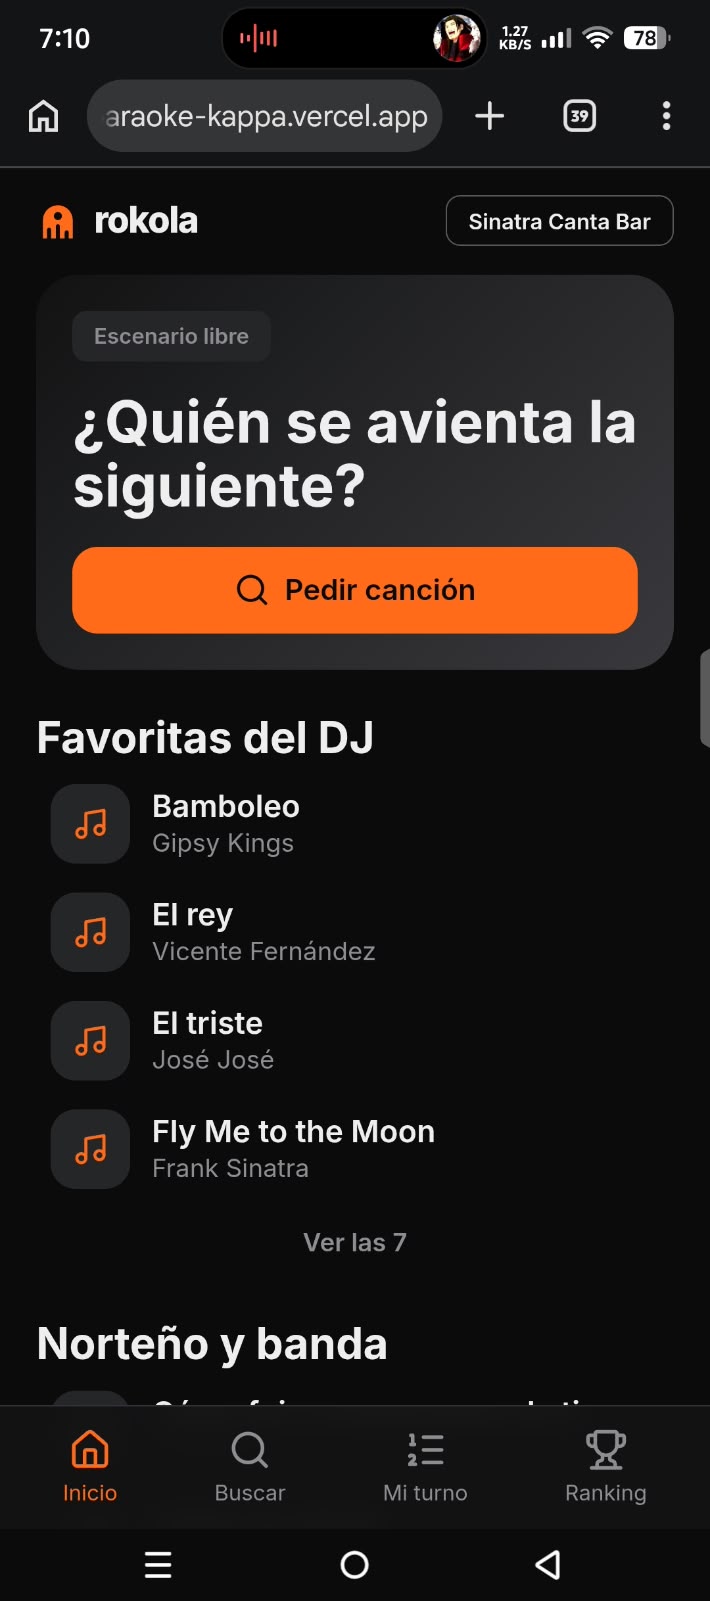 7:10
1.27
KB/S
78
araoke-kappa.vercel.app
39
rokola
Sinatra Canta Bar
Escenario libre
¿Quién se avienta la
siguiente?
Pedir canción
Favoritas del DJ
Bamboleo
Gipsy Kings
El rey
Vicente Fernández
El triste
José José
Fly Me to the Moon
Frank Sinatra
Ver las 7
Norteño y banda
Inicio
Buscar
Mi turno
Ranking